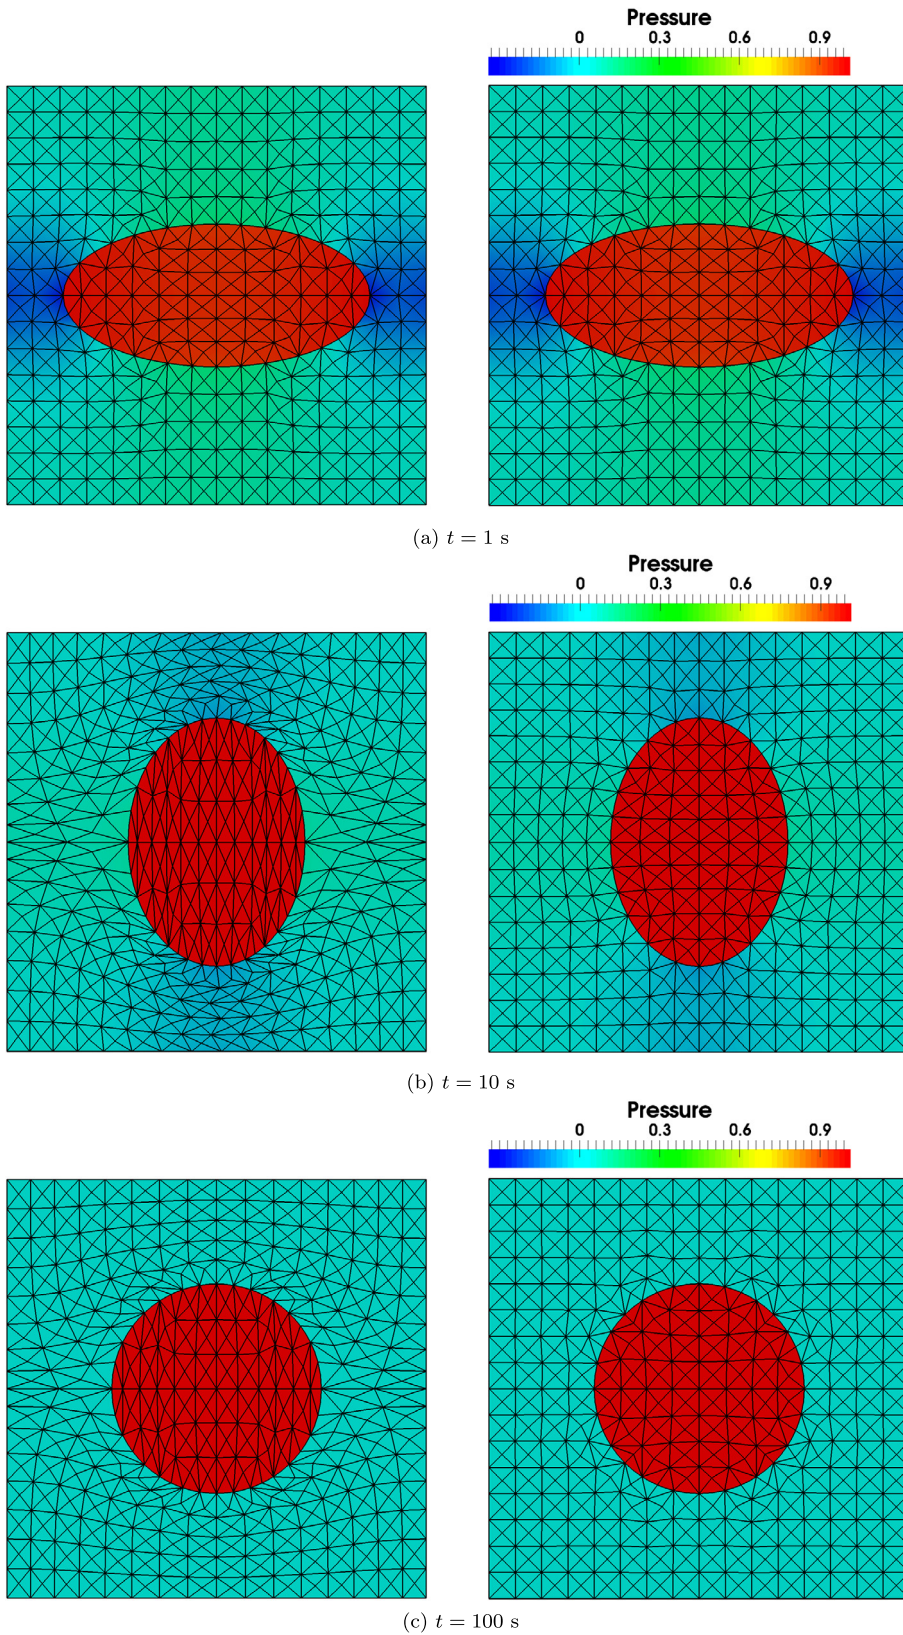 Pressure
0 0.3 0.6 0.9
(a) t = 1 s
Pressure
0 0.3 0.6 0.9
(b) t = 10 s
Pressure
0 0.3 0.6 0.9
(c) t = 100 s